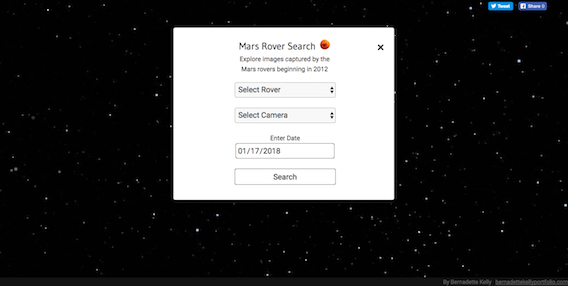 Tweet
Share 0
Mars Rover Search
Explore images captured by the
Mars rovers beginning in 2012
Select Rover
Select Camera
Enter Date
01/17/2018
Search
By Bernadette Kelly bernadettekellyportfolio.com